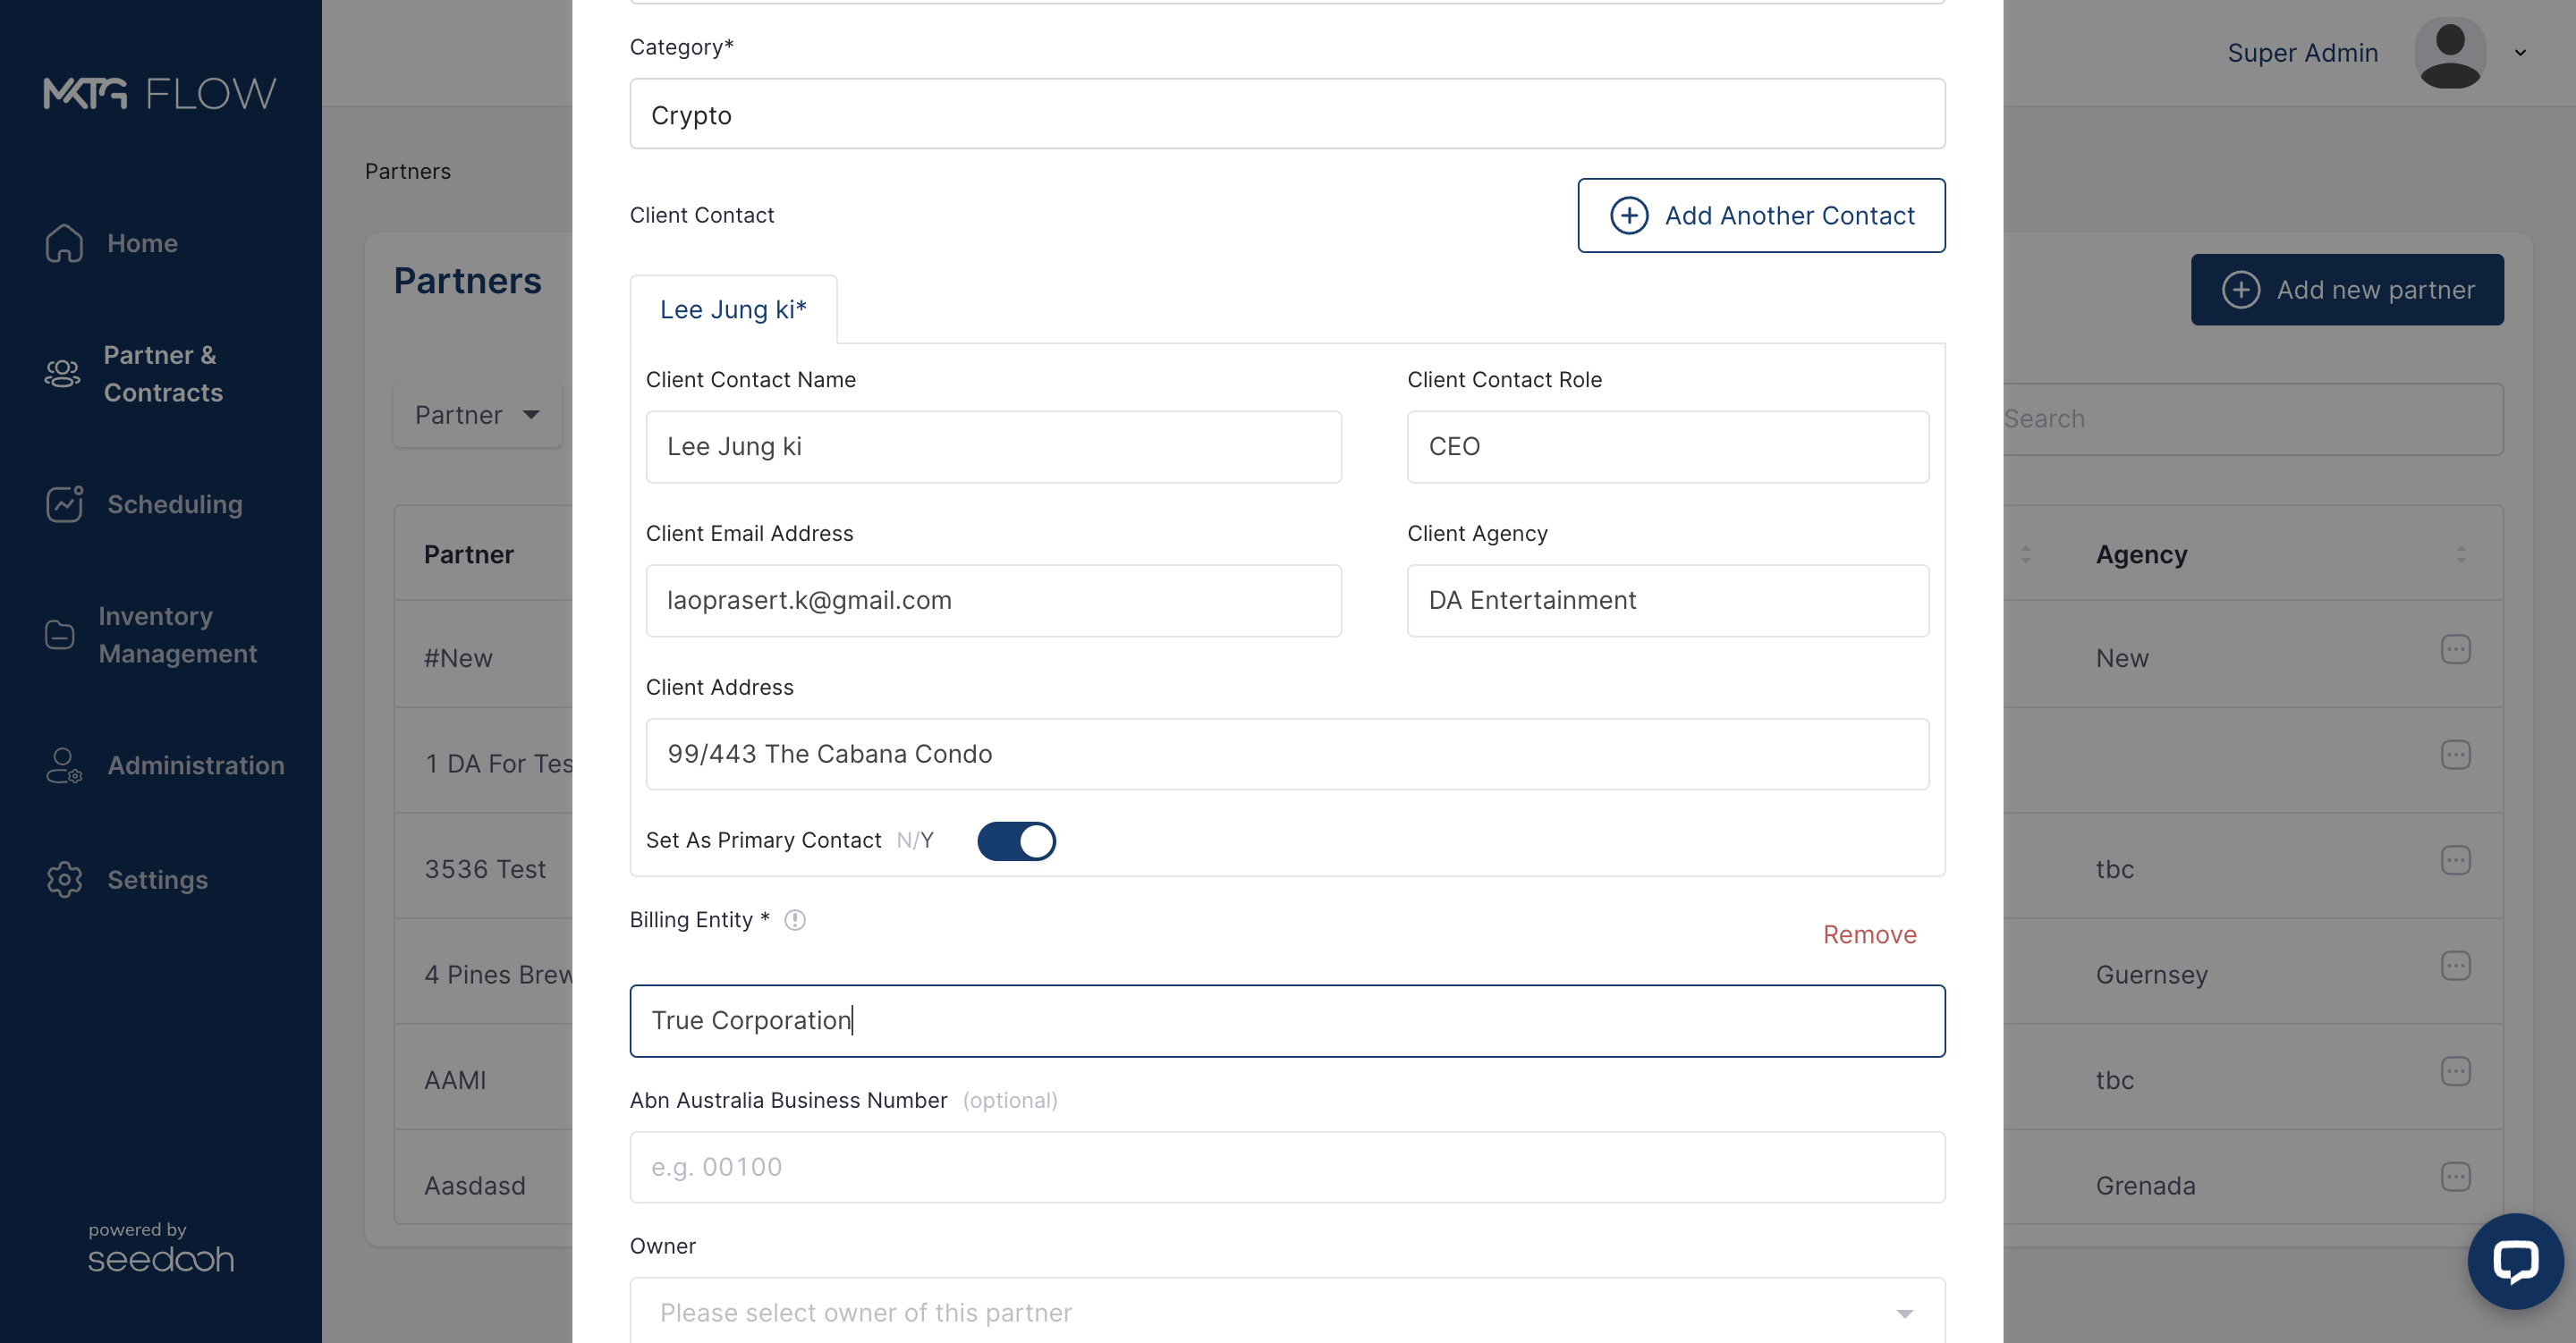 MKTG FLOW
Home
Partner &
Contracts
Scheduling
Inventory
Management
Administration
Settings
powered by
seedooh
Super Admin
Partners
Partners
Add new partner
Partner
Search
Partner
Agency
#New
New
1 DA For Tes
3536 Test
tbc
4 Pines Brew
Guernsey
AAMI
tbc
Aasdasd
Grenada
Category*
Crypto
Client Contact
Add Another Contact
Lee Jung ki*
Client Contact Name
Client Contact Role
Lee Jung ki
CEO
Client Email Address
Client Agency
laoprasert.k@gmail.com
DA Entertainment
Client Address
99/443 The Cabana Condo
Set As Primary Contact N/Y
Billing Entity *
Remove
True Corporation
Abn Australia Business Number (optional)
e.g. 00100
Owner
Please select owner of this partner